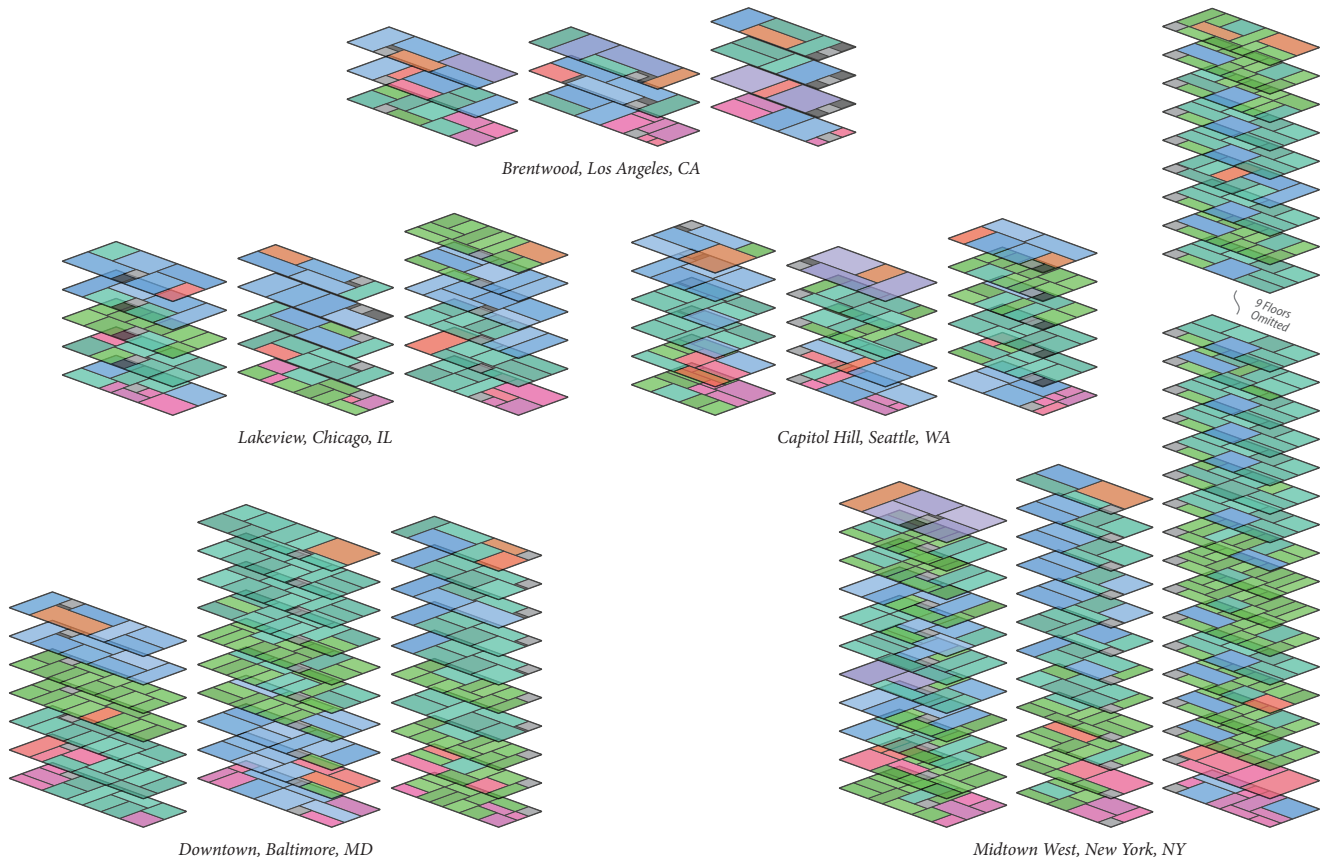 Brentwood, Los Angeles, CA
9 Floors
Omitted
Lakeview, Chicago, IL
Capitol Hill, Seattle, WA
Downtown, Baltimore, MD
Midtown West, New York, NY